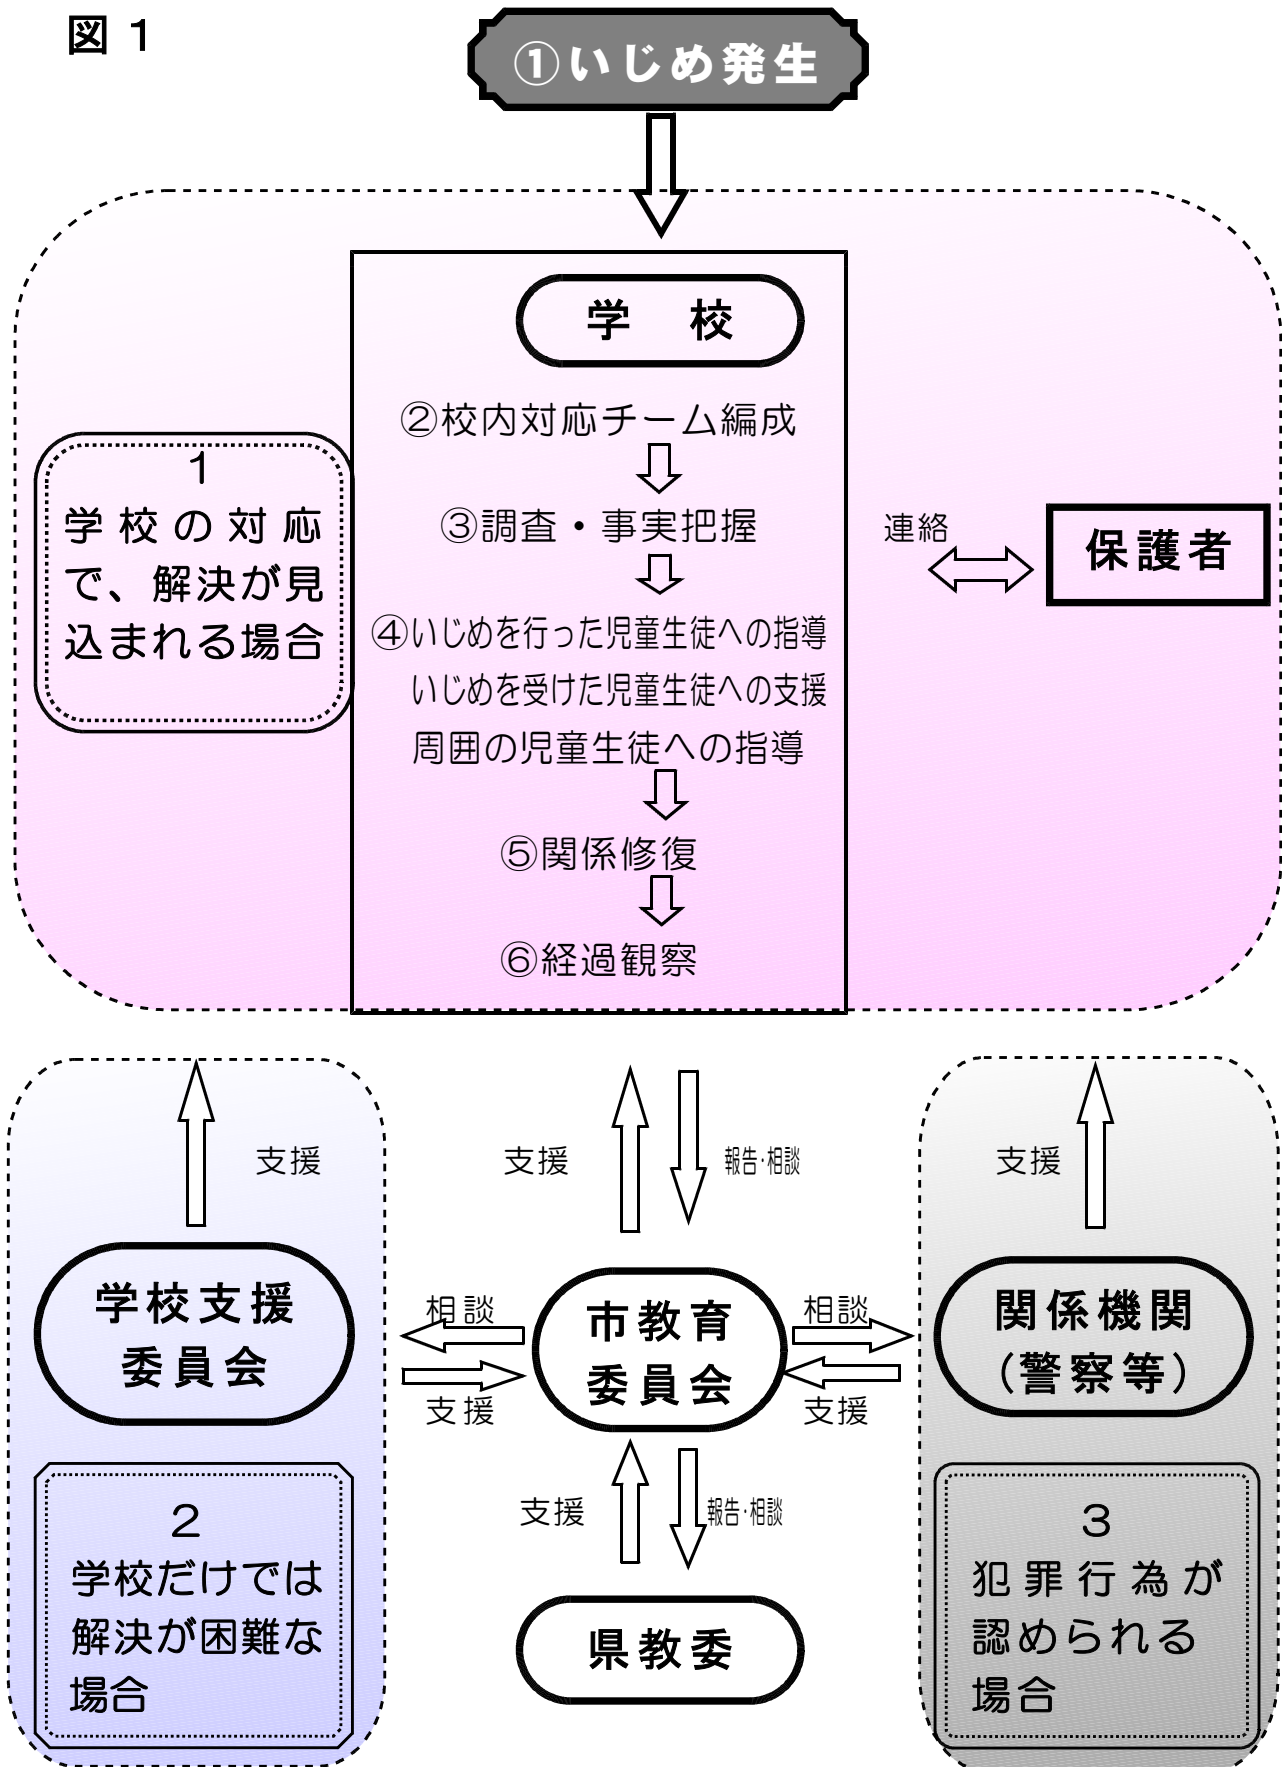 図 1
①いじめ発生
学 校
②校内対応チーム編成
③調査・事実把握
④いじめを行った児童生徒への指導
いじめを受けた児童生徒への支援
周囲の児童生徒への指導
⑤関係修復
⑥経過観察
1
学校の対応
で、解決が見
込まれる場合
連絡
保護者
支援
支援
報告・相談
支援
学校支援
委員会
相談
支援
市教育
委員会
相談
支援
関係機関
(警察等)
支援
報告・相談
県教委
2
学校だけでは
解決が困難な
場合
3
犯罪行為が
認められる
場合